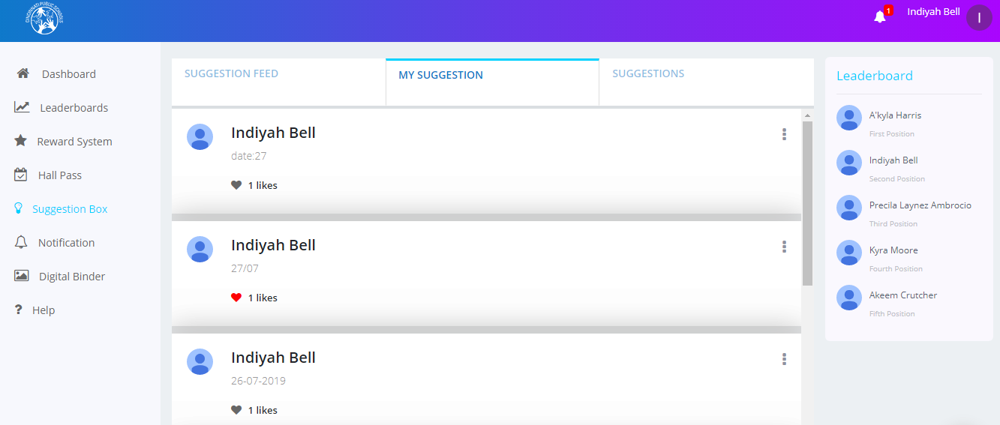 CINCINNATI PUBLIC SCHOOLS
1
Indiyah Bell
I
Dashboard
Leaderboards
Reward System
Hall Pass
Suggestion Box
Notification
Digital Binder
? Help
SUGGESTION FEED
MY SUGGESTION
SUGGESTIONS
Indiyah Bell
date:27
1 likes
Indiyah Bell
27/07
1 likes
Indiyah Bell
26-07-2019
1 likes
Leaderboard
A'kyla Harris
First Position
Indiyah Bell
Second Position
Precila Laynez Ambrocio
Third Position
Kyra Moore
Fourth Position
Akeem Crutcher
Fifth Position